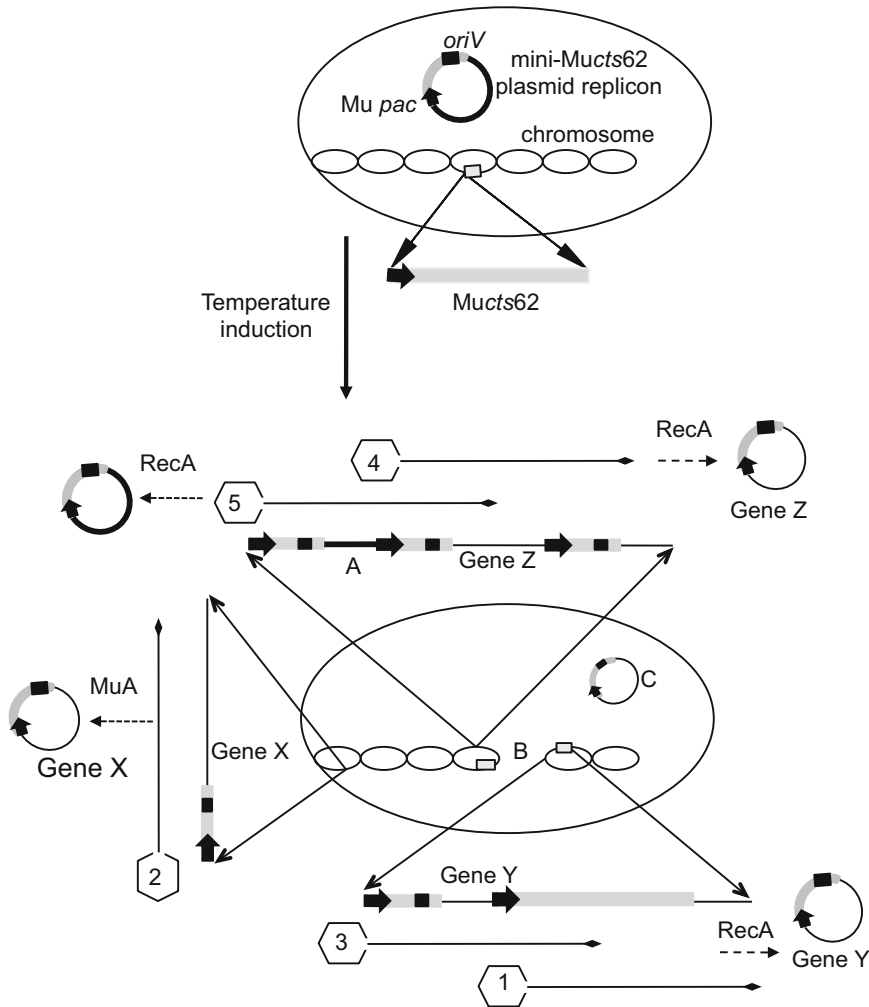 oriV
mini-Mucts62
plasmid replicon
Mu pac
chromosome
Mucts62
Temperature
induction
4
RecA
Gene Z
RecA
5
A
Gene Z
MuA
Gene X
Gene X
C
B
2
Gene Y
3
RecA
Gene Y
1